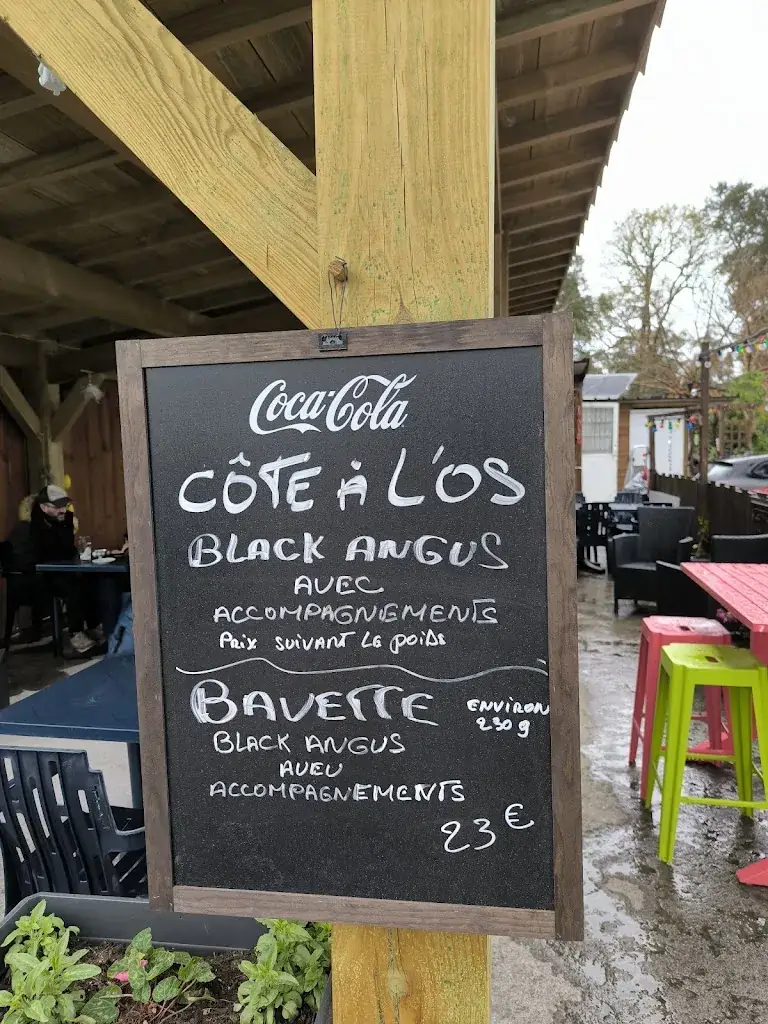 Coca-Cola
CÔTE À L'OS
BLACK ANGUS
AVEC
ACCOMPAGNEMENTS
Prix SUIVANT LE POIDS
BAVETTE
ENVIRON
230 g
BLACK ANGUS
AVEU
ACCOMPAGNEMENTS
23 €